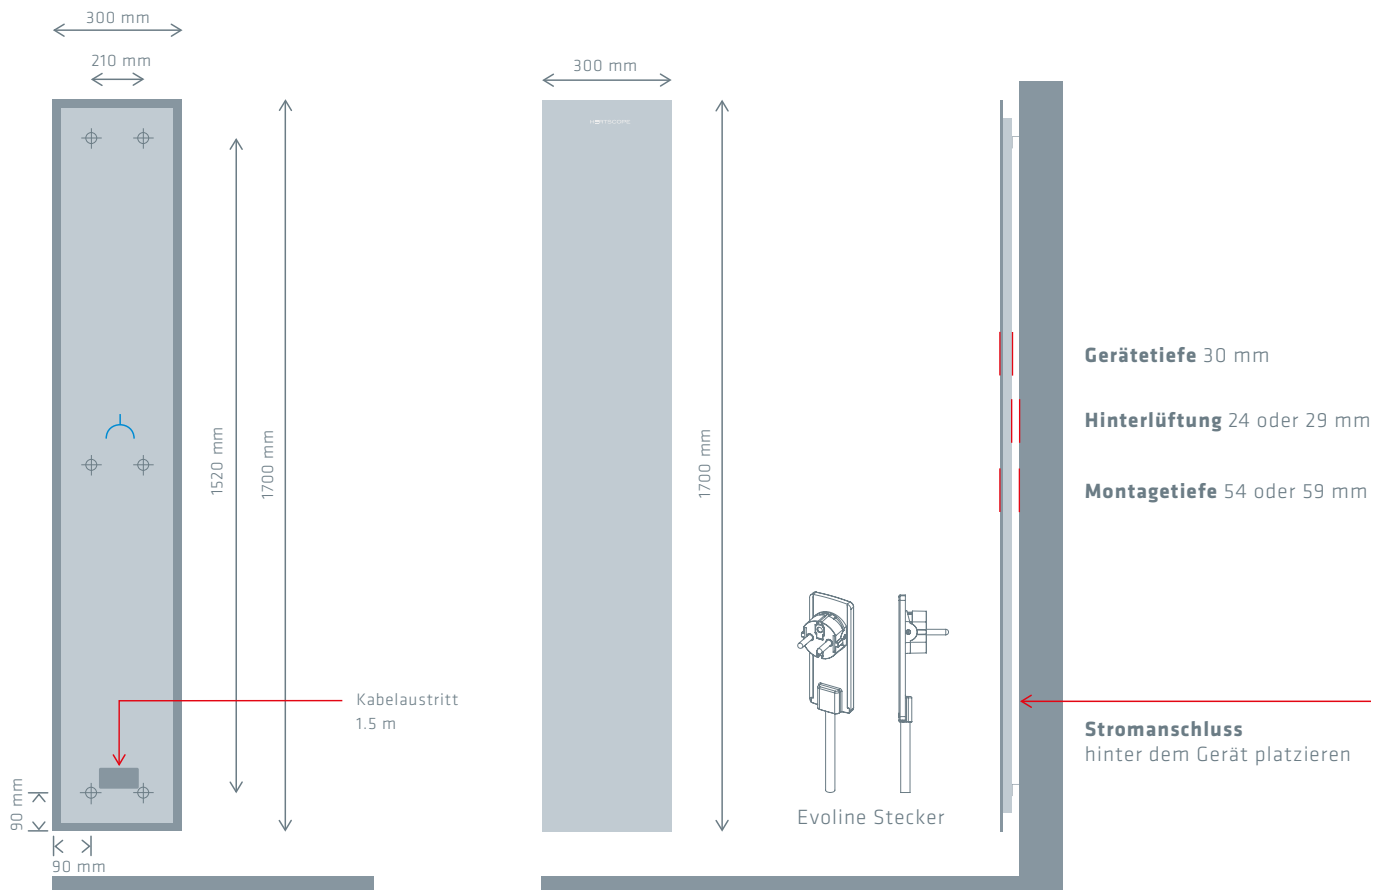 300 mm
210 mm
300 mm
1520 mm
1700 mm
1700 mm
Gerätetiefe 30 mm
Hinterlüftung 24 oder 29 mm
Montagetiefe 54 oder 59 mm
Kabelaustritt
1.5 m
Stromanschluss
hinter dem Gerät platzieren
90 mm
90 mm
Evoline Stecker